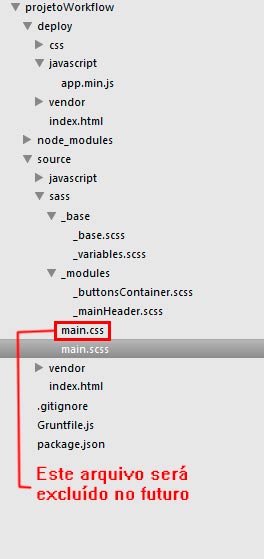 projetoWorkflow
deploy
css
javascript
app.min.js
vendor
index.html
node_modules
source
javascript
sass
_base
_base.scss
_variables.scss
_modules
_buttonsContainer.scss
_mainHeader.scss
main.css
main.scss
vendor
index.html
.gitignore
Gruntfile.js
package.json
Este arquivo será
excluído no futuro